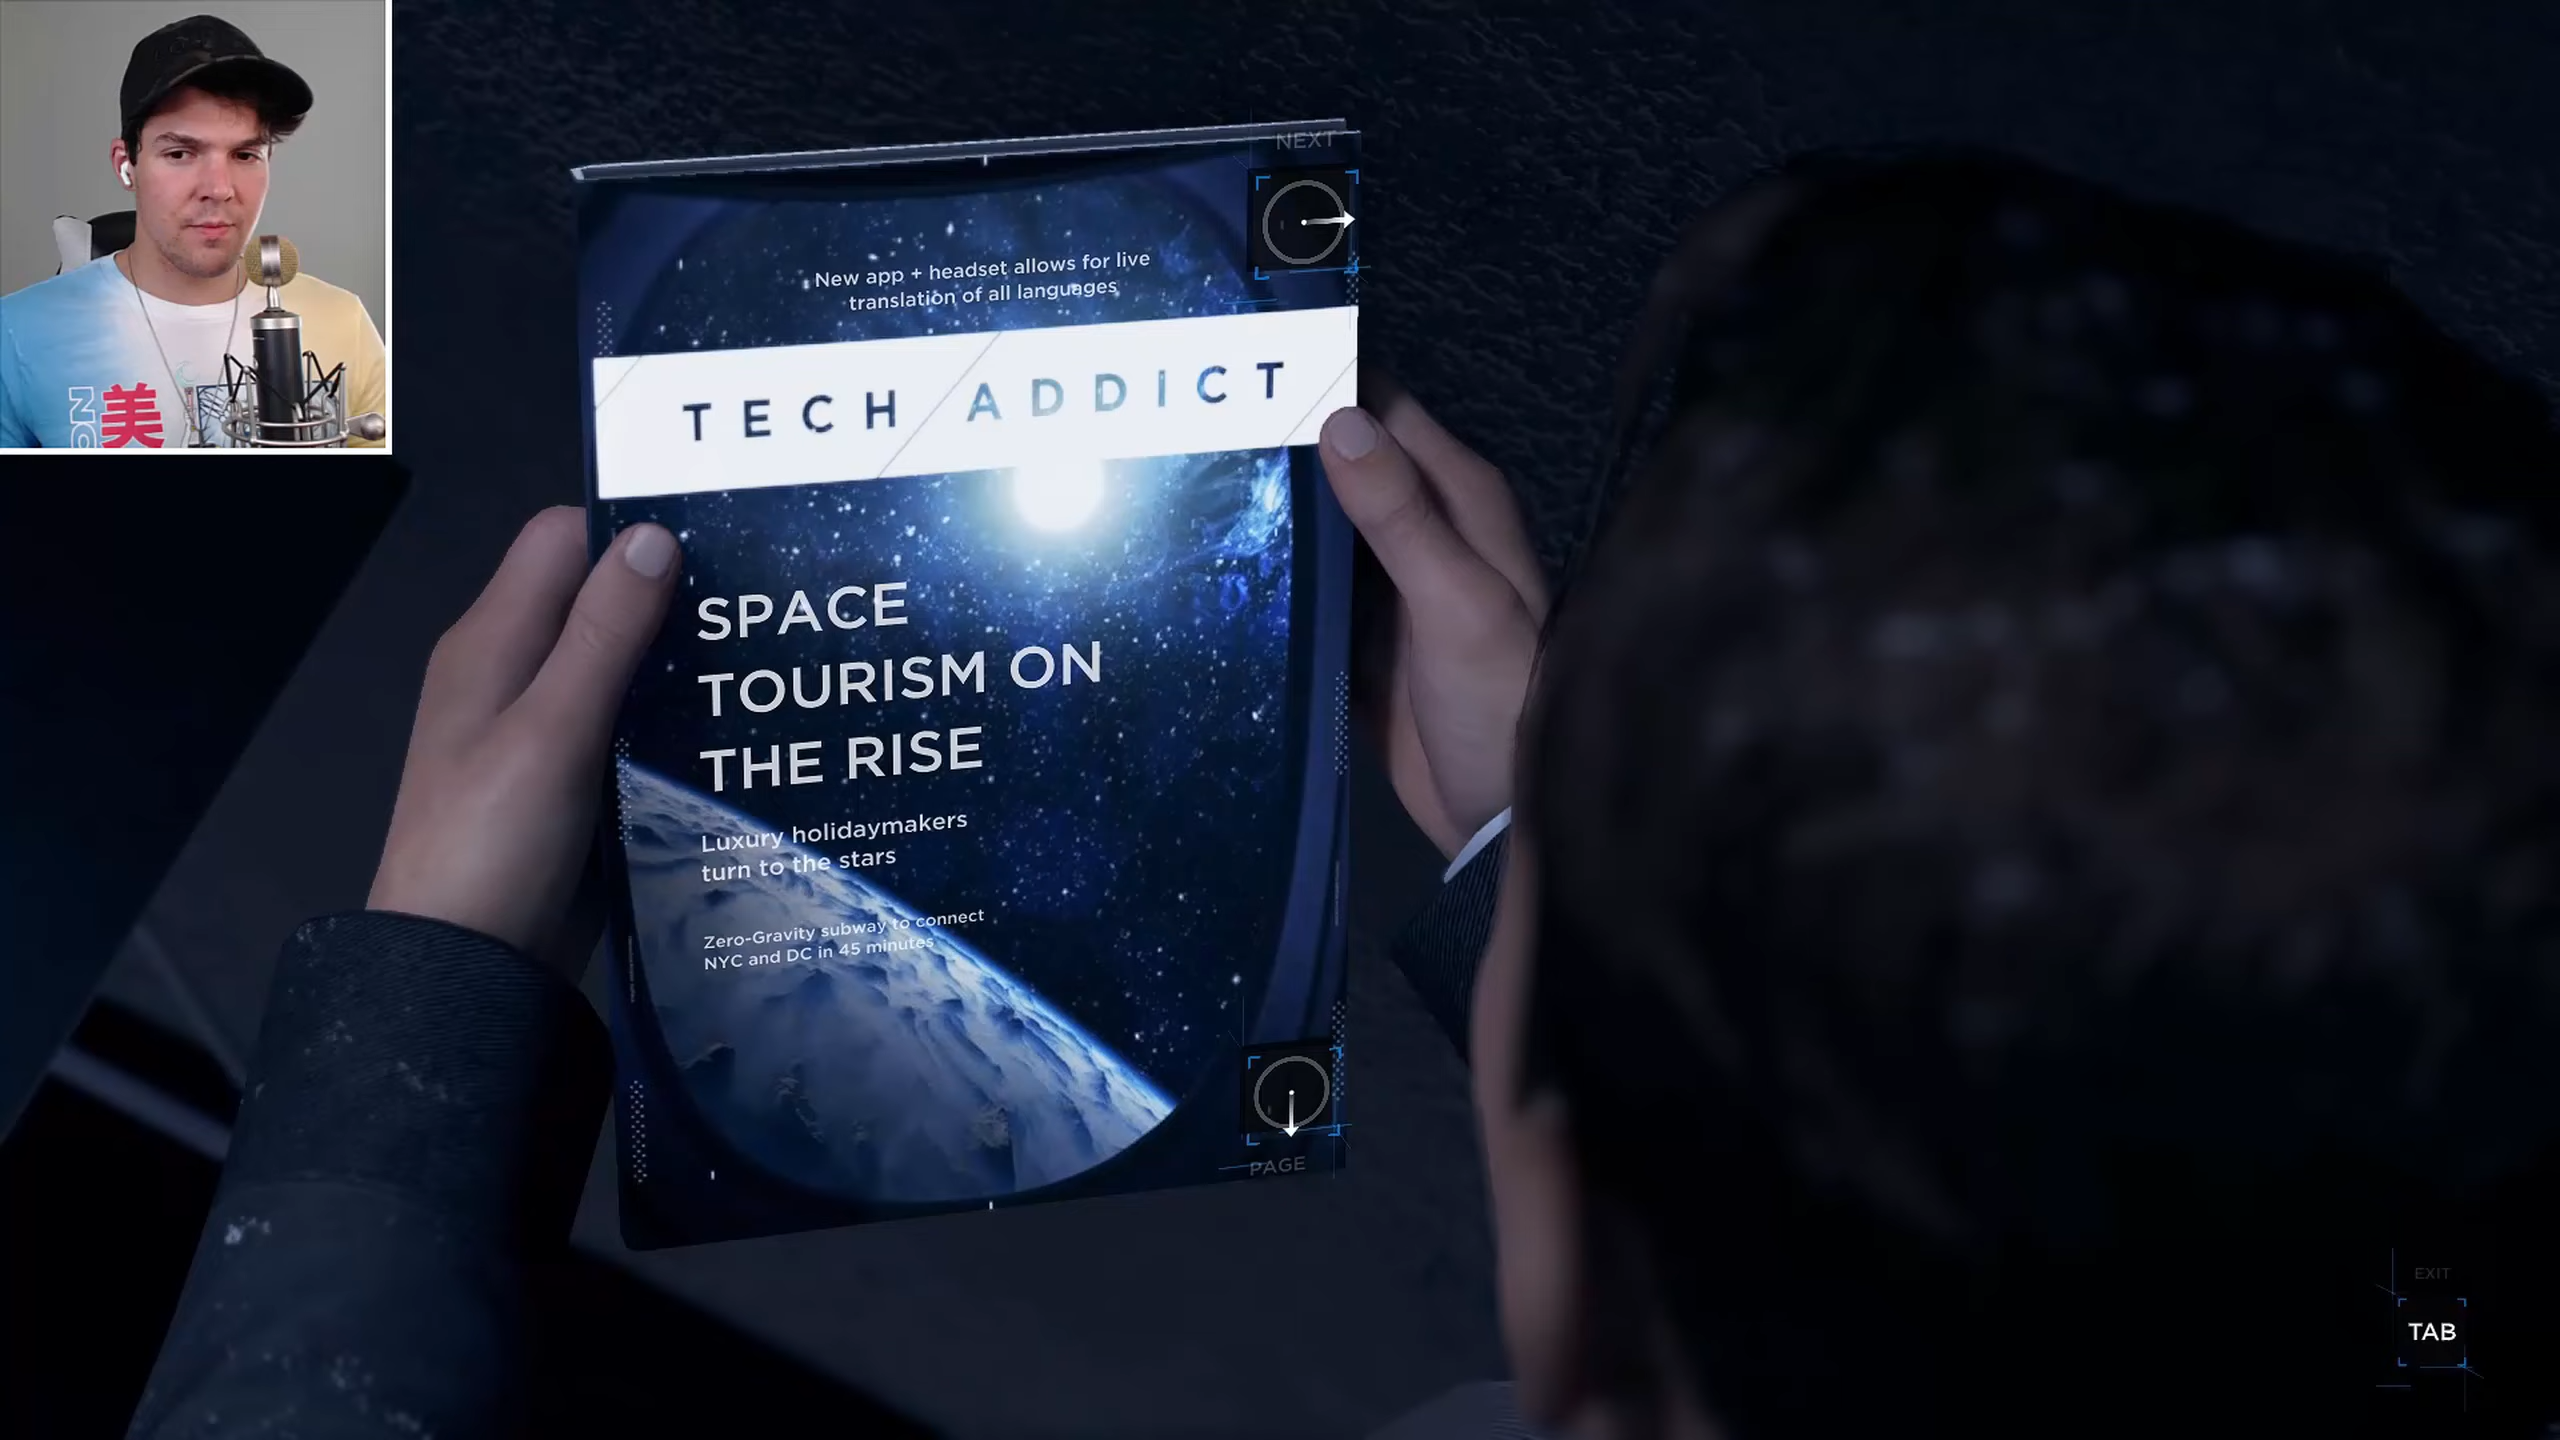 NEXT
New app + headset allows for live
translation of all languages
TECH ADDICT
SPACE
TOURISM ON
THE RISE
Luxury holidaymakers
turn to the stars
Zero-Gravity subway to connect
NYC and DC in 45 minutes
PAGE
EXIT
TAB
美